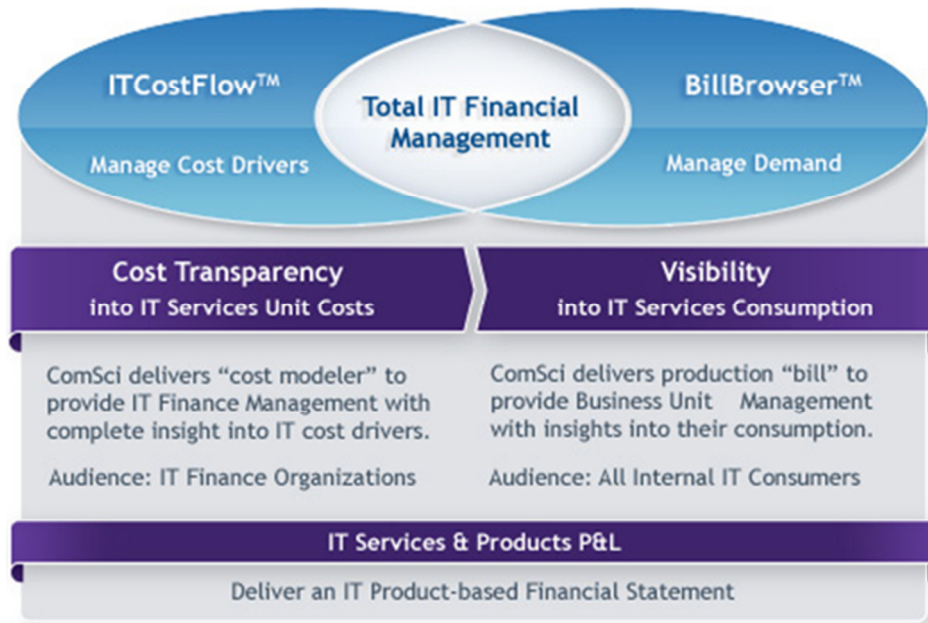 ITCostFlow™
Manage Cost Drivers
Total IT Financial
Management
BillBrowser™
Manage Demand
Cost Transparency
into IT Services Unit Costs
Visibility
into IT Services Consumption
ComSci delivers “cost modeler” to
provide IT Finance Management with
complete insight into IT cost drivers.
Audience: IT Finance Organizations
ComSci delivers production “bill” to
provide Business Unit Management
with insights into their consumption.
Audience: All Internal IT Consumers
IT Services & Products P&L
Deliver an IT Product-based Financial Statement